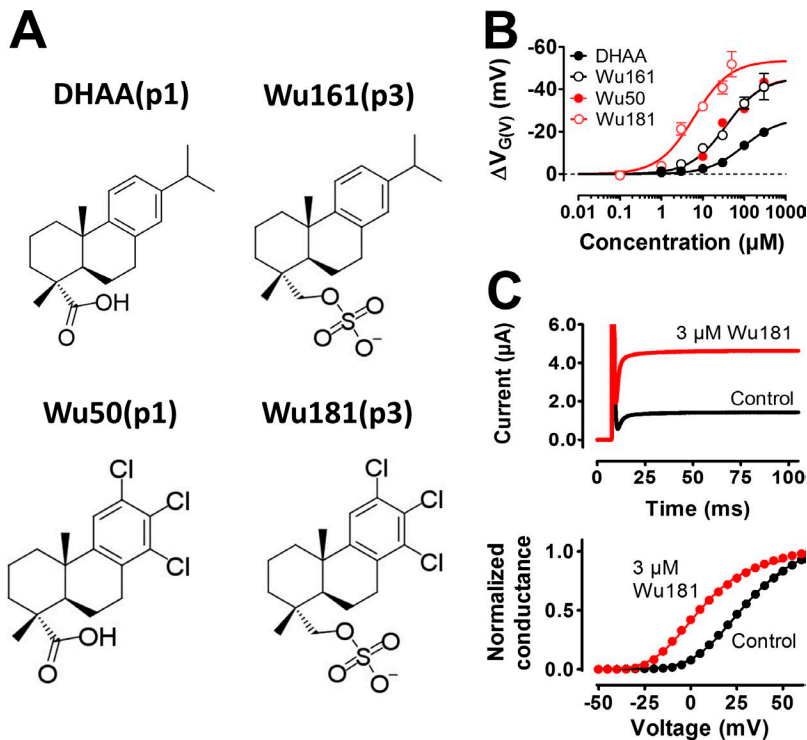 A
DHAA(p1)
Wu161(p3)
OH
O
O
S
O
O
O⁻
Wu50(p1)
Wu181(p3)
Cl
Cl
Cl
OH
O
Cl
Cl
Cl
O
S
O
O
O⁻
B
ΔV_G(V) (mV)
-60
-40
-20
0
DHAA
Wu161
Wu50
Wu181
0.01 0.1 1 10 100 1000
Concentration (µM)
C
Current (µA)
6.0
4.0
2.0
0.0
3 µM Wu181
Control
0 25 50 75 100
Time (ms)
Normalized
conductance
1.0
0.5
0.0
3 µM
Wu181
Control
-50 -25 0 25 50
Voltage (mV)